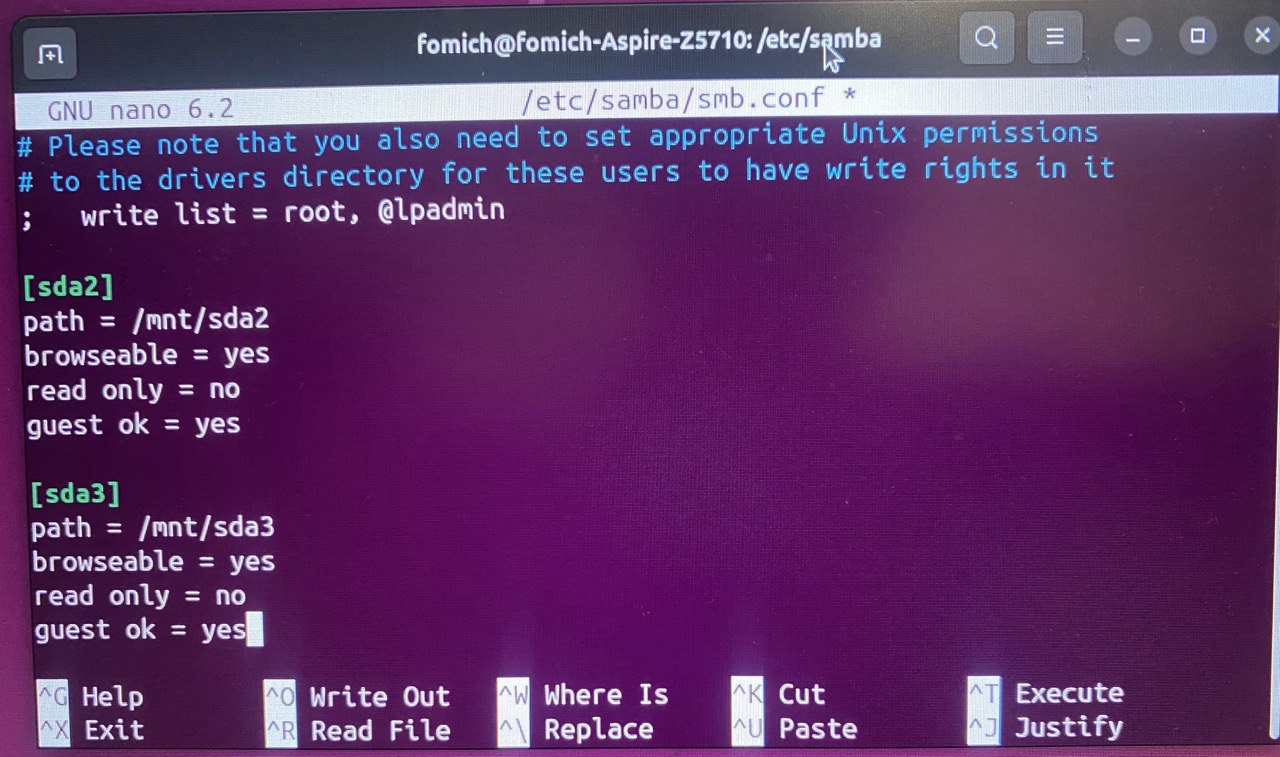 fomich@fomich-Aspire-Z5710: /etc/samba
GNU nano 6.2 /etc/samba/smb.conf *
# Please note that you also need to set appropriate Unix permissions
# to the drivers directory for these users to have write rights in it
;   write list = root, @lpadmin
[sda2]
path = /mnt/sda2
browseable = yes
read only = no
guest ok = yes
[sda3]
path = /mnt/sda3
browseable = yes
read only = no
guest ok = yes
^G Help ^O Write Out ^W Where Is ^K Cut ^T Execute
^X Exit ^R Read File ^\ Replace ^U Paste ^J Justify